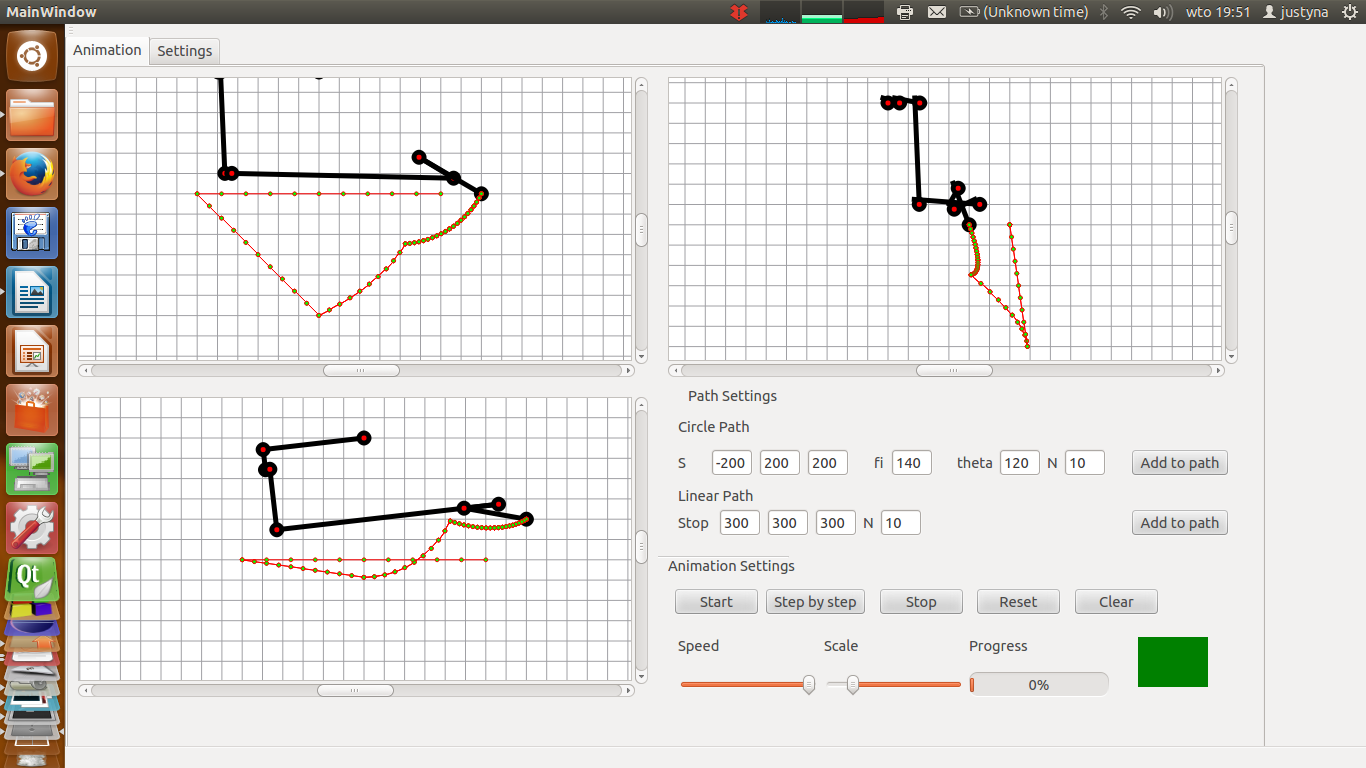 MainWindow (Unknown time) wto 19:51 justyna
Animation Settings
Path Settings
Circle Path
S -200 200 200 fi 140 theta 120 N 10 Add to path
Linear Path
Stop 300 300 300 N 10 Add to path
Animation Settings
Start Step by step Stop Reset Clear
Speed Scale Progress
0%
Qt